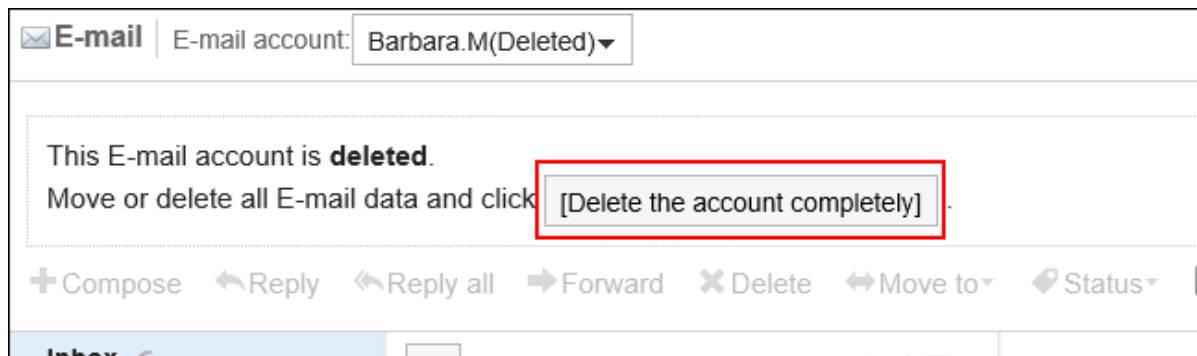 E-mail E-mail account: Barbara.M(Deleted)
This E-mail account is deleted.
Move or delete all E-mail data and click [Delete the account completely] .
Compose Reply Reply all Forward Delete Move to Status
Inbox